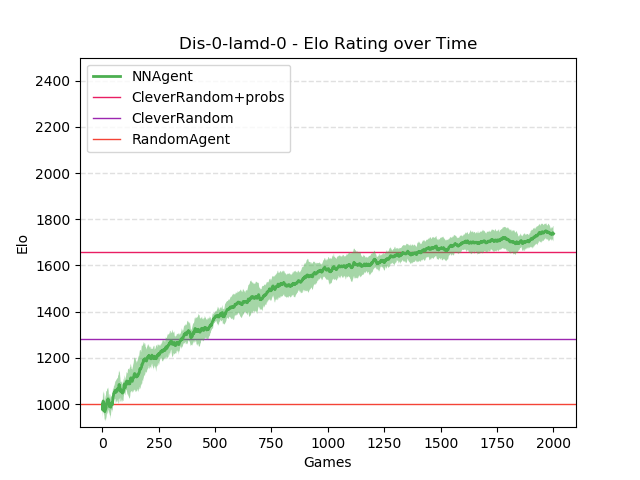 Dis-0-lamd-0 - Elo Rating over Time
NNAgent
CleverRandom+probs
CleverRandom
RandomAgent
2400
2200
2000
1800
1600
1400
1200
1000
Elo
0 250 500 750 1000 1250 1500 1750 2000
Games